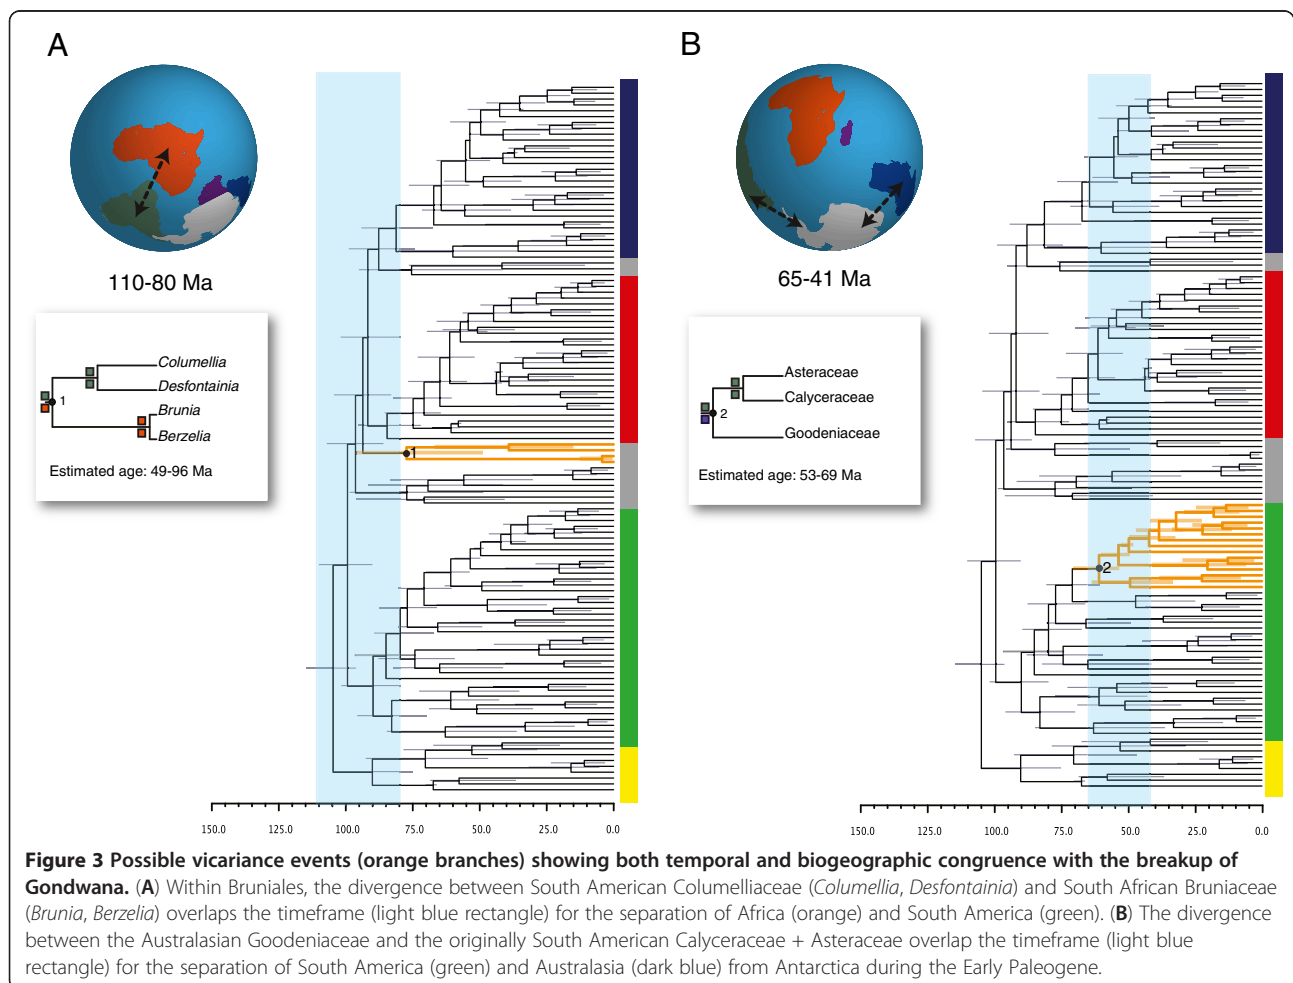 A
B
110-80 Ma
65-41 Ma
Columellia
Desfontainia
1
Brunia
Berzelia
Estimated age: 49-96 Ma
Asteraceae
Calyceraceae
2
Goodeniaceae
Estimated age: 53-69 Ma
1
2
150.0 125.0 100.0 75.0 50.0 25.0 0.0
150.0 125.0 100.0 75.0 50.0 25.0 0.0
Figure 3 Possible vicariance events (orange branches) showing both temporal and biogeographic congruence with the breakup of
Gondwana. (A) Within Bruniales, the divergence between South American Columelliaceae (Columellia, Desfontainia) and South African Bruniaceae
(Brunia, Berzelia) overlaps the timeframe (light blue rectangle) for the separation of Africa (orange) and South America (green). (B) The divergence
between the Australasian Goodeniaceae and the originally South American Calyceraceae + Asteraceae overlap the timeframe (light blue
rectangle) for the separation of South America (green) and Australasia (dark blue) from Antarctica during the Early Paleogene.